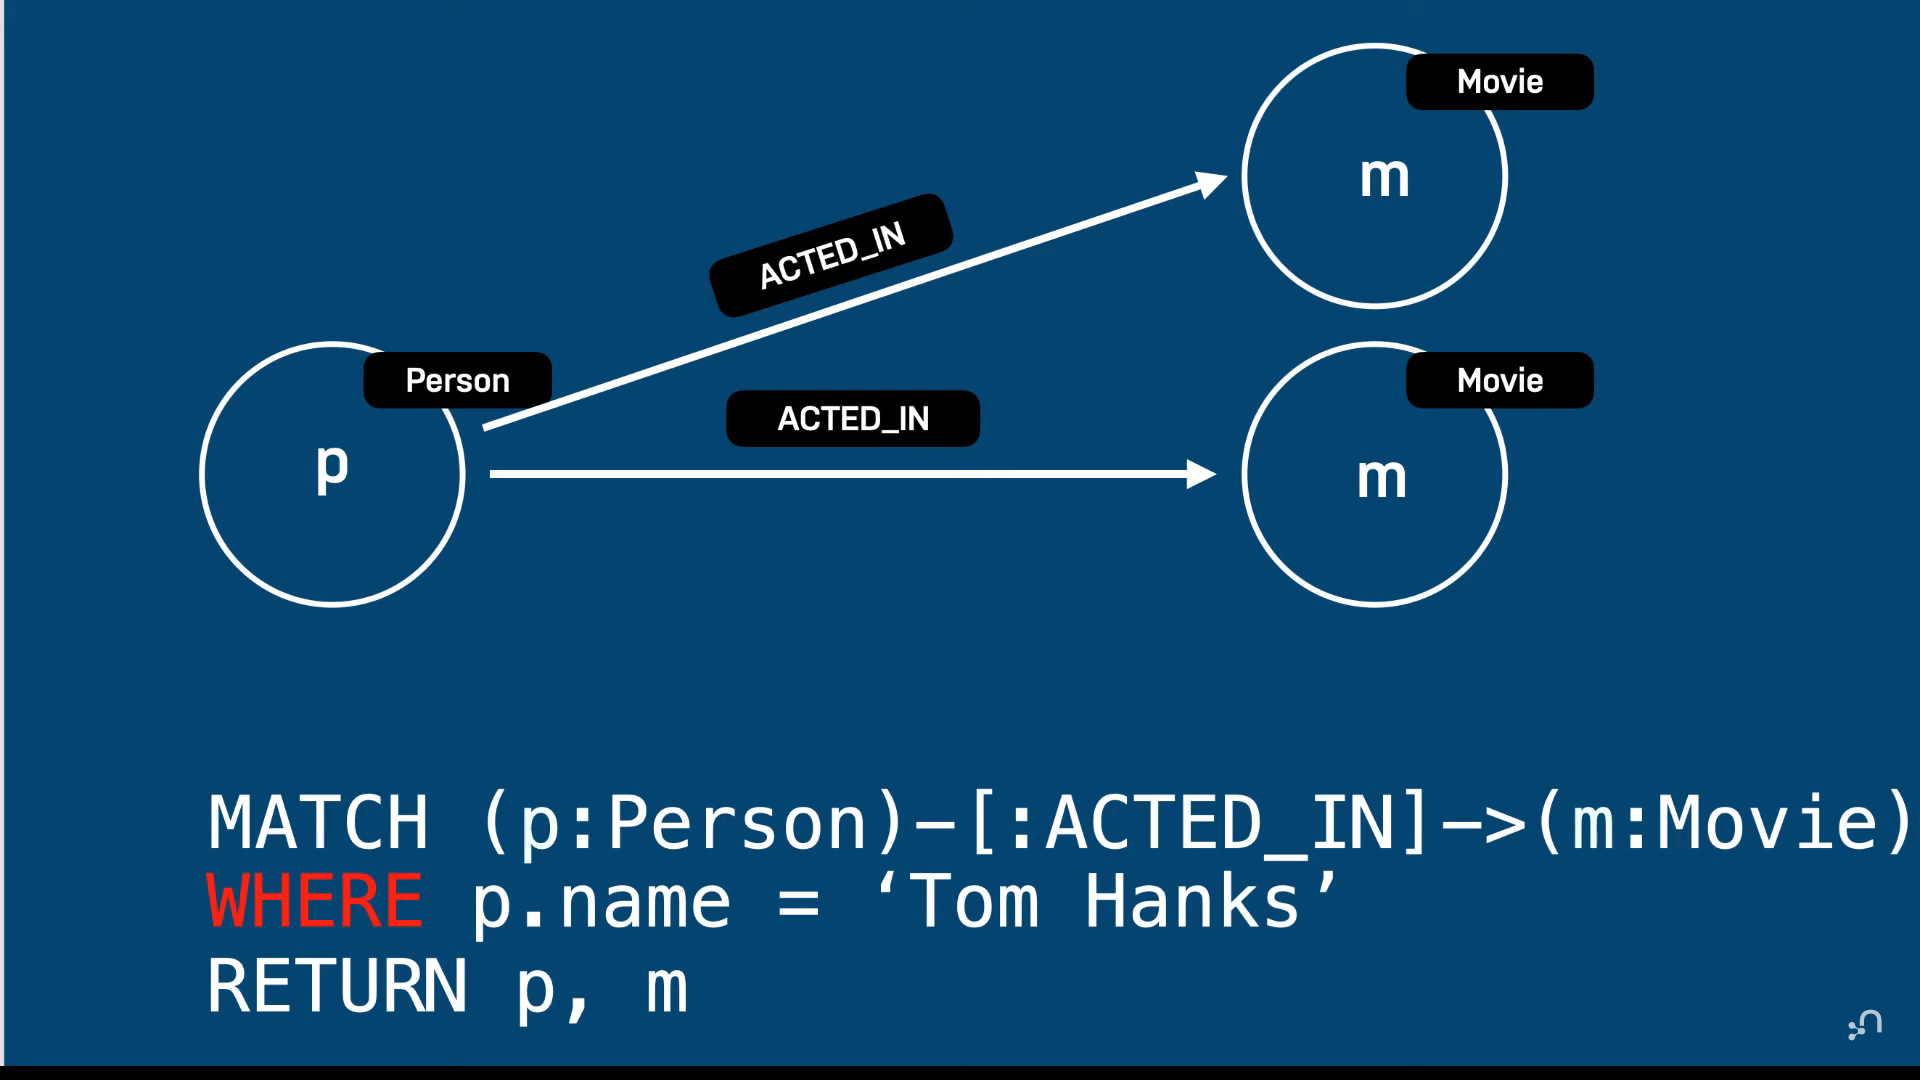 Movie
m
ACTED_IN
Person
p
ACTED_IN
Movie
m
MATCH (p:Person)–[:ACTED_IN]–>(m:Movie)
WHERE p.name = ‘Tom Hanks’
RETURN p, m